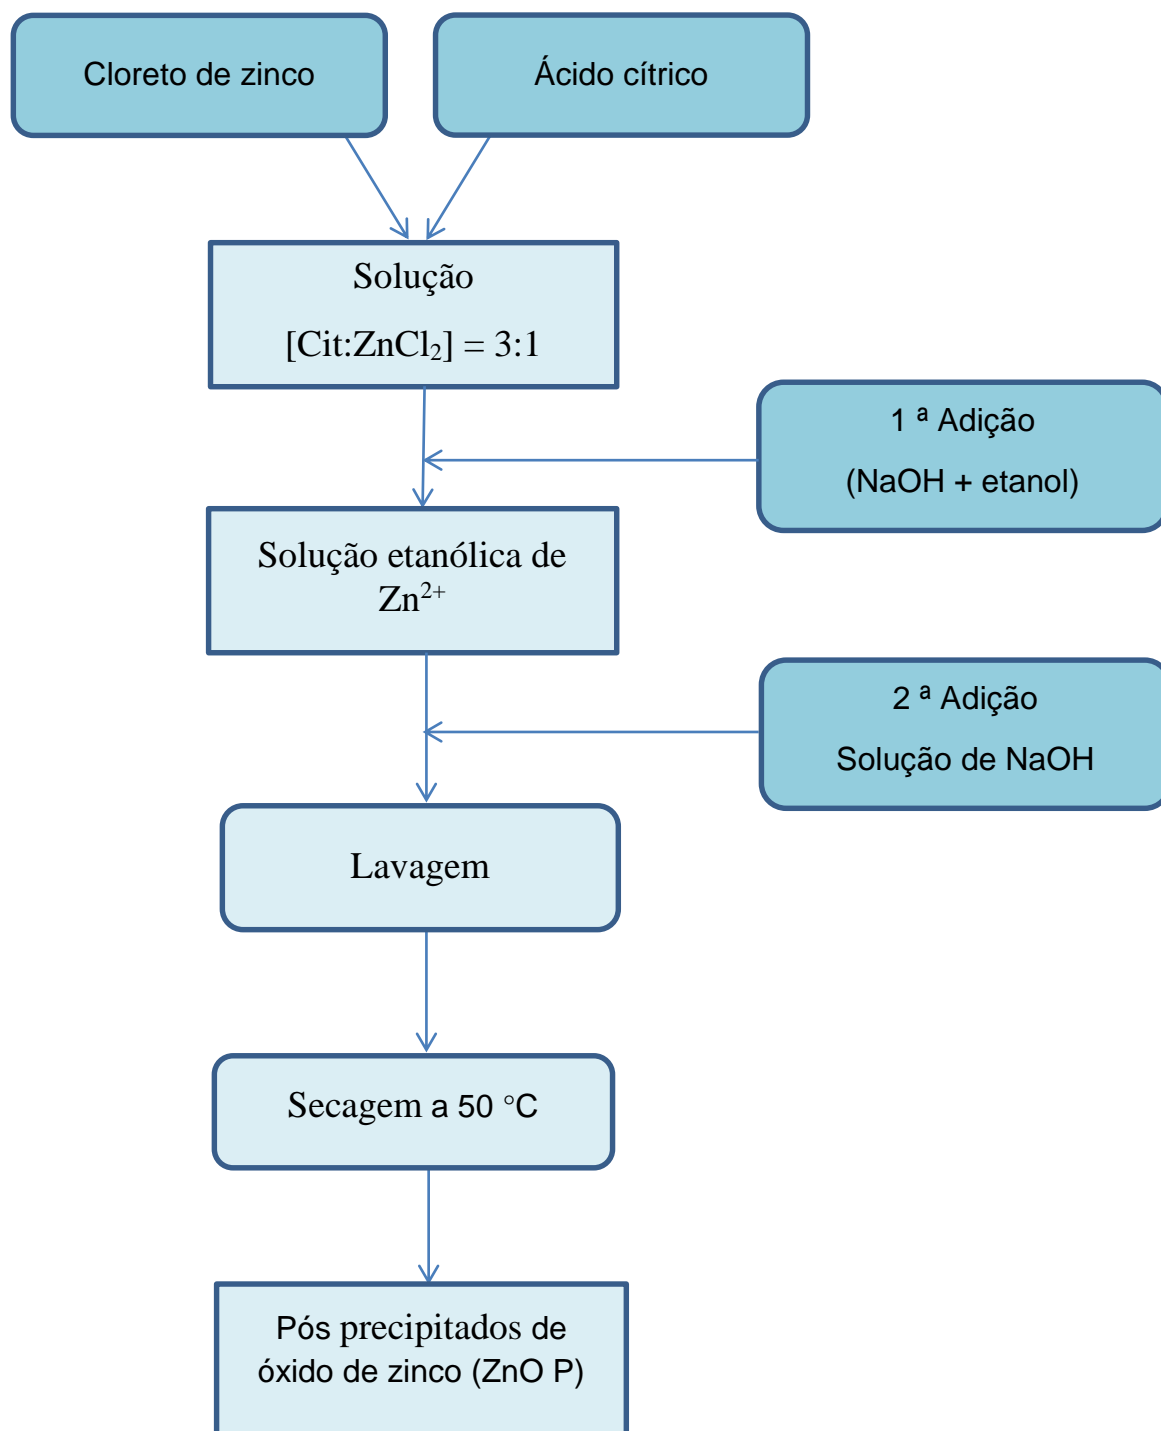 Cloreto de zinco
Ácido cítrico
Solução
[Cit:ZnCl₂] = 3:1
1 ª Adição
(NaOH + etanol)
Solução etanólica de
Zn²⁺
2 ª Adição
Solução de NaOH
Lavagem
Secagem a 50 °C
Pós precipitados de
óxido de zinco (ZnO P)